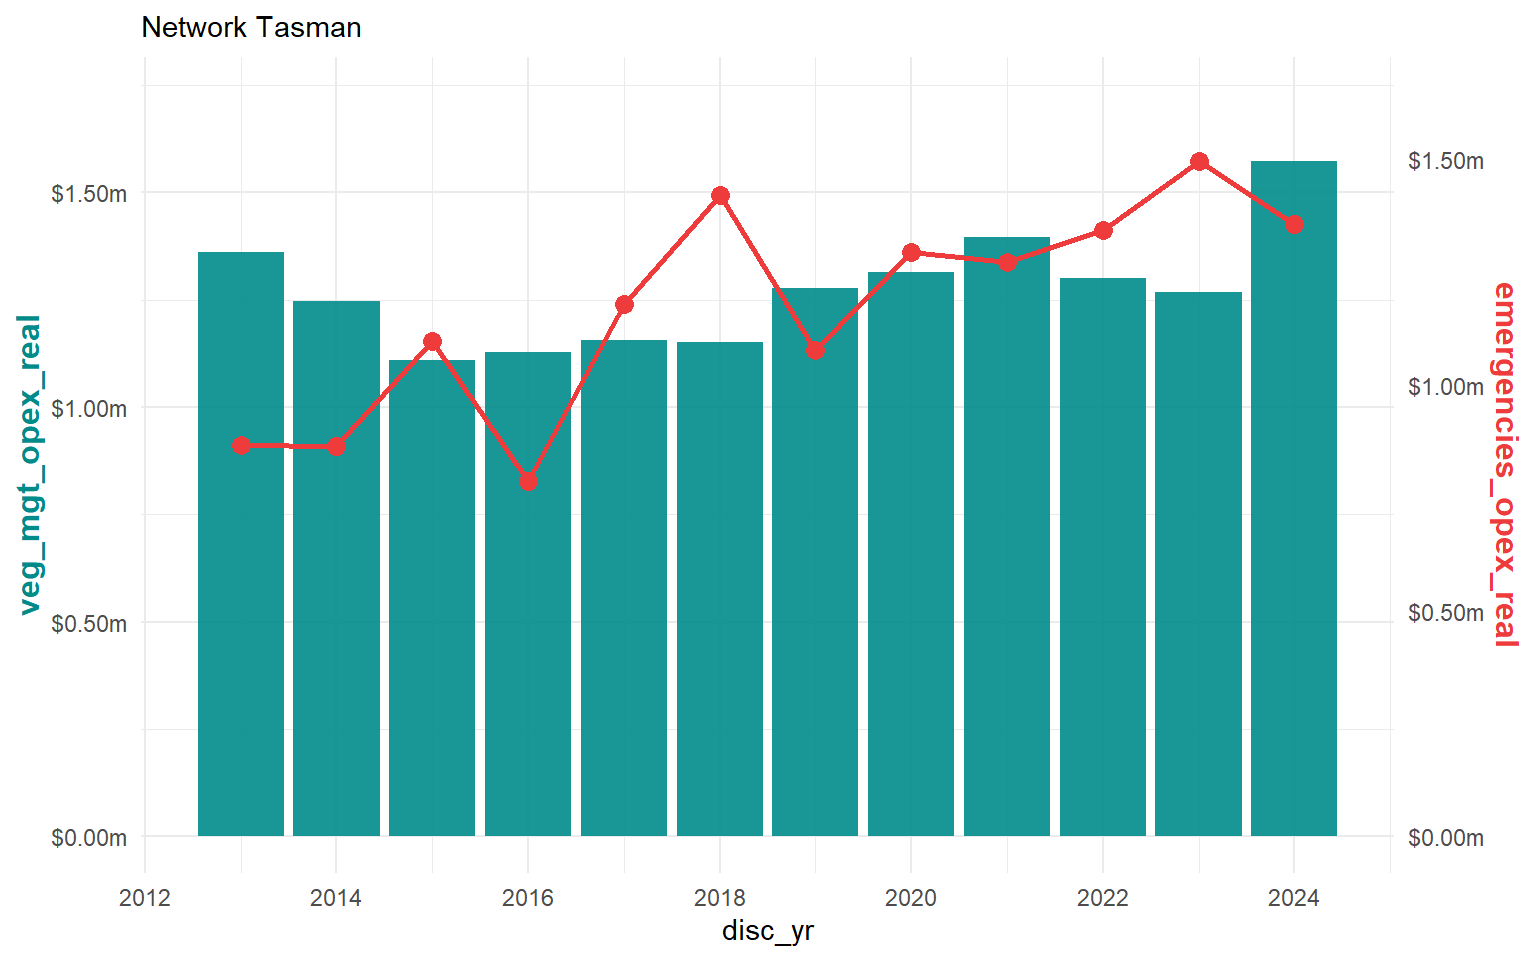 Network Tasman
$1.50m
$1.00m
$0.50m
$0.00m
veg_mgt_opex_real
$1.50m
$1.00m
$0.50m
$0.00m
emergencies_opex_real
2012 2014 2016 2018 2020 2022 2024
disc_yr